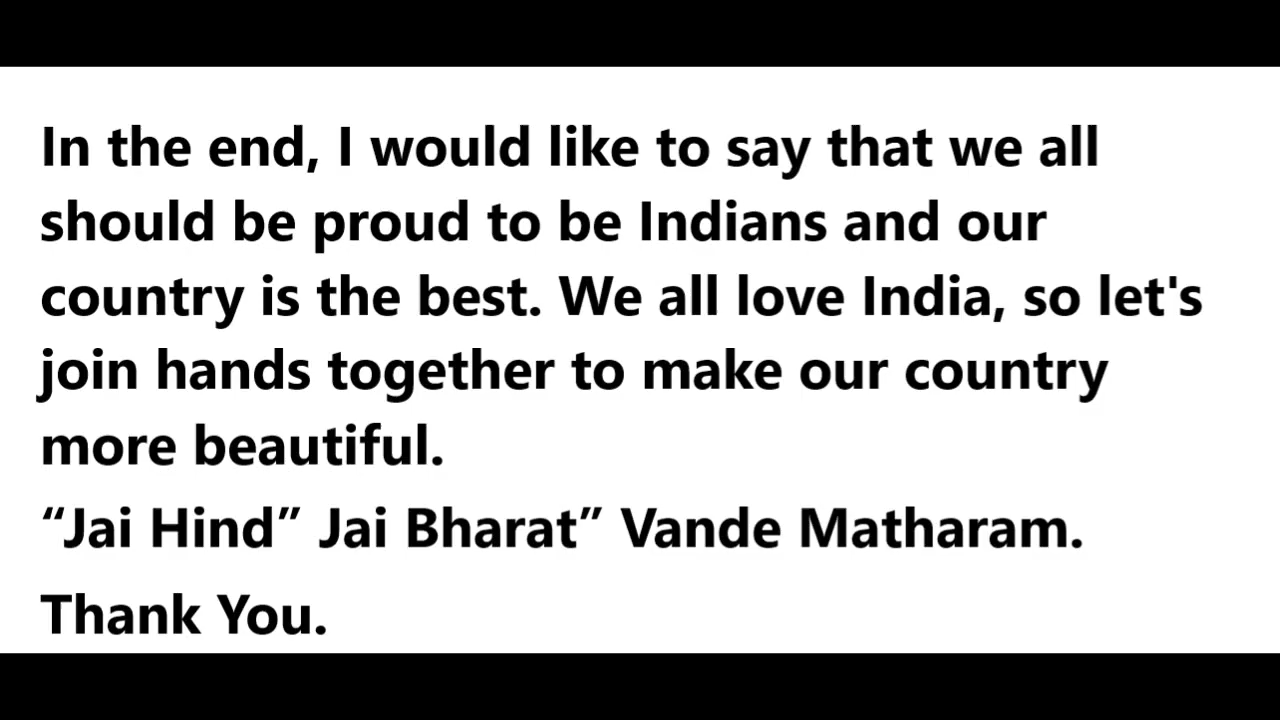 In the end, I would like to say that we all
should be proud to be Indians and our
country is the best. We all love India, so let's
join hands together to make our country
more beautiful.
“Jai Hind” Jai Bharat” Vande Matharam.
Thank You.